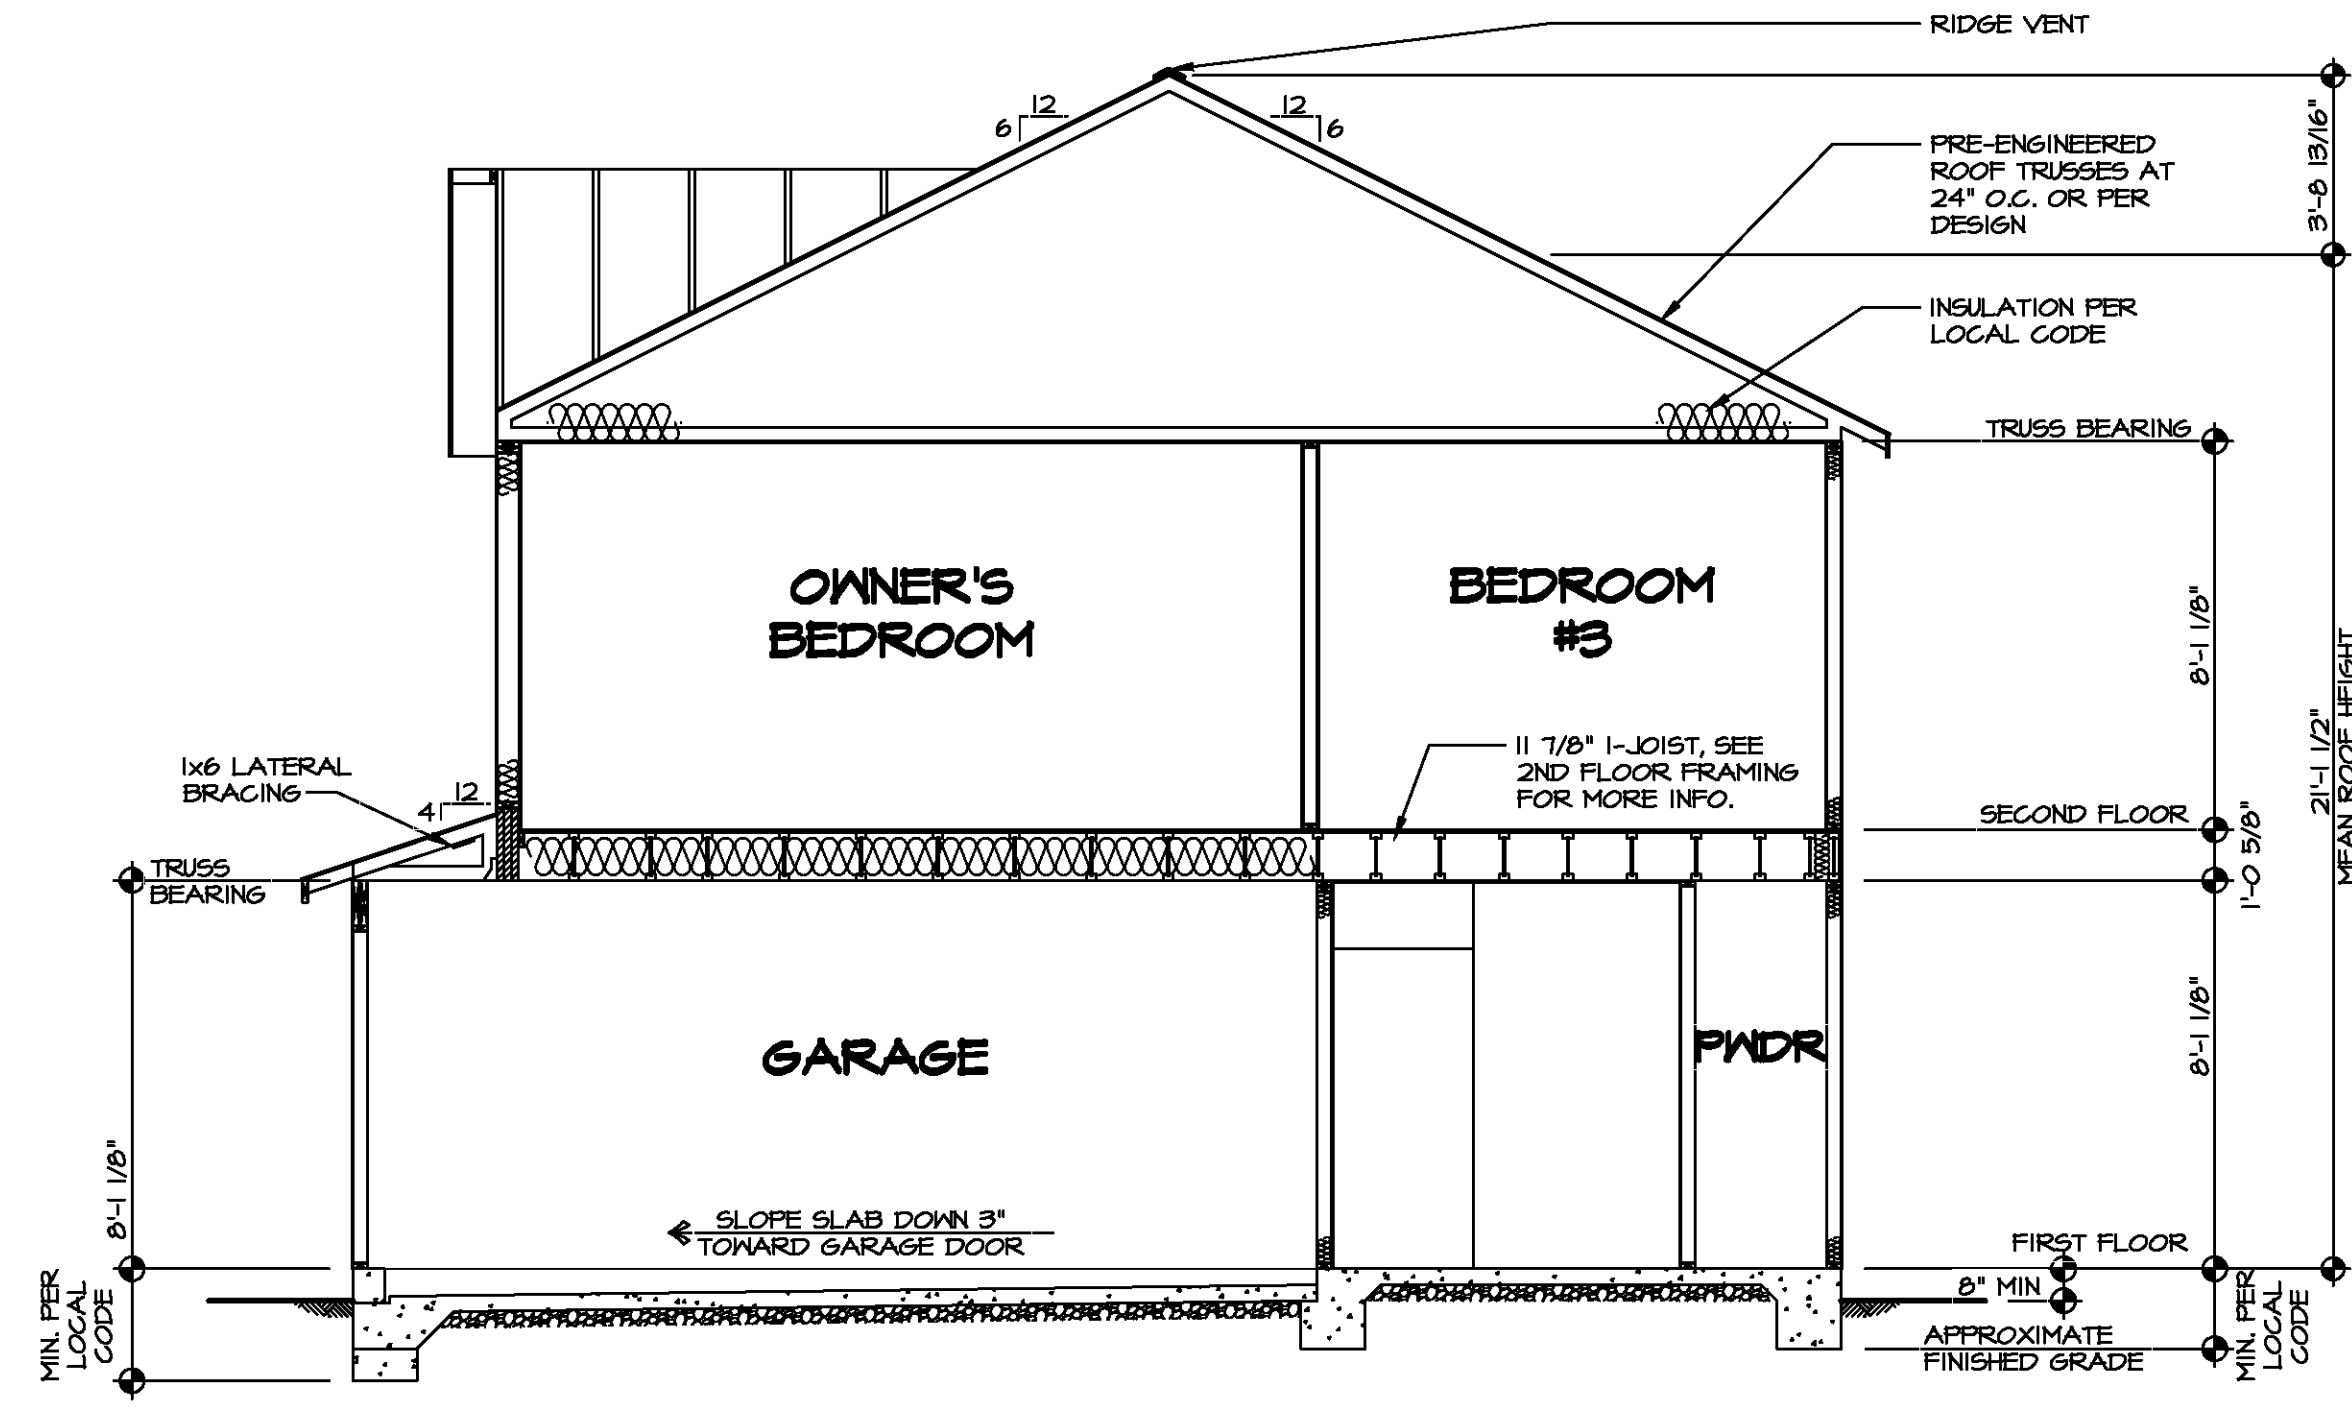 RIDGE VENT
12
6
12
6
PRE-ENGINEERED
ROOF TRUSSES AT
24" O.C. OR PER
DESIGN
3'-8 13/16"
INSULATION PER
LOCAL CODE
TRUSS BEARING
OWNER'S
BEDROOM
BEDROOM
#3
8'-1 1/8"
21'-1 1/2"
MEAN ROOF HEIGHT
11 7/8" I-JOIST, SEE
2ND FLOOR FRAMING
FOR MORE INFO.
1x6 LATERAL
BRACING
12
4
SECOND FLOOR
1'-0 5/8"
TRUSS
BEARING
GARAGE
PWDR
8'-1 1/8"
8'-1 1/8"
SLOPE SLAB DOWN 3"
TOWARD GARAGE DOOR
FIRST FLOOR
8" MIN
MIN. PER
LOCAL
CODE
APPROXIMATE
FINISHED GRADE
MIN. PER
LOCAL
CODE